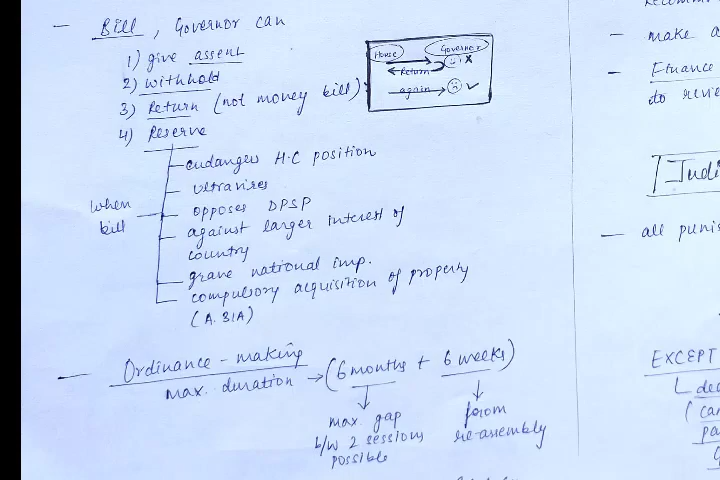 – Bill, Governor can
1) give assent
2) withhold
3) Return (not money bill)
4) Reserve
House Governor
← Return ✗
again → ✓
when bill
endanger H.C position
ultravires
opposes DPSP
against larger interest of
country
grave national imp.
compulsory acquisition of property
(A.31A)
– Ordinance-making
max. duration → (6 months + 6 weeks)
max. gap
b/w 2 sessions
possible
from
re-assembly
– make a
– Finance
to revie
Judi
– all punis
EXCEPT